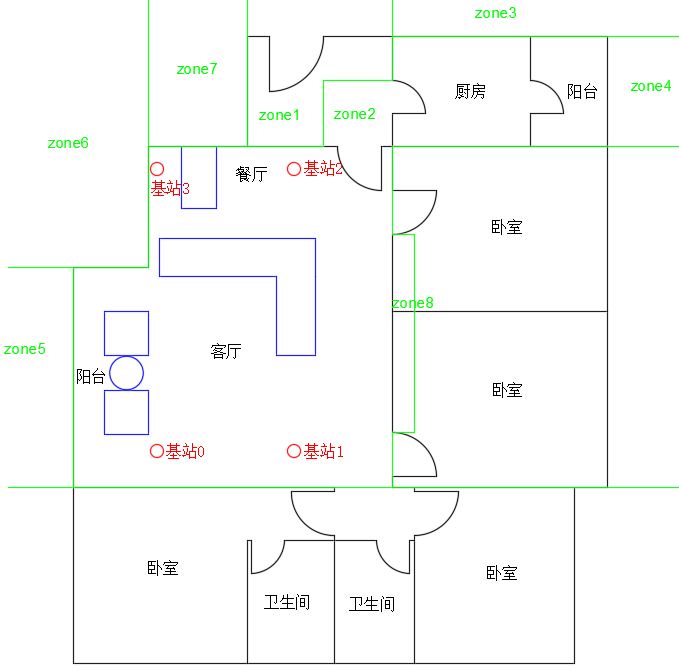 zone3
zone7
zone4
厨房
阳台
zone1
zone2
zone6
餐厅
基站2
基站3
卧室
zone8
zone5
客厅
阳台
卧室
基站0
基站1
卧室
卧室
卫生间
卫生间